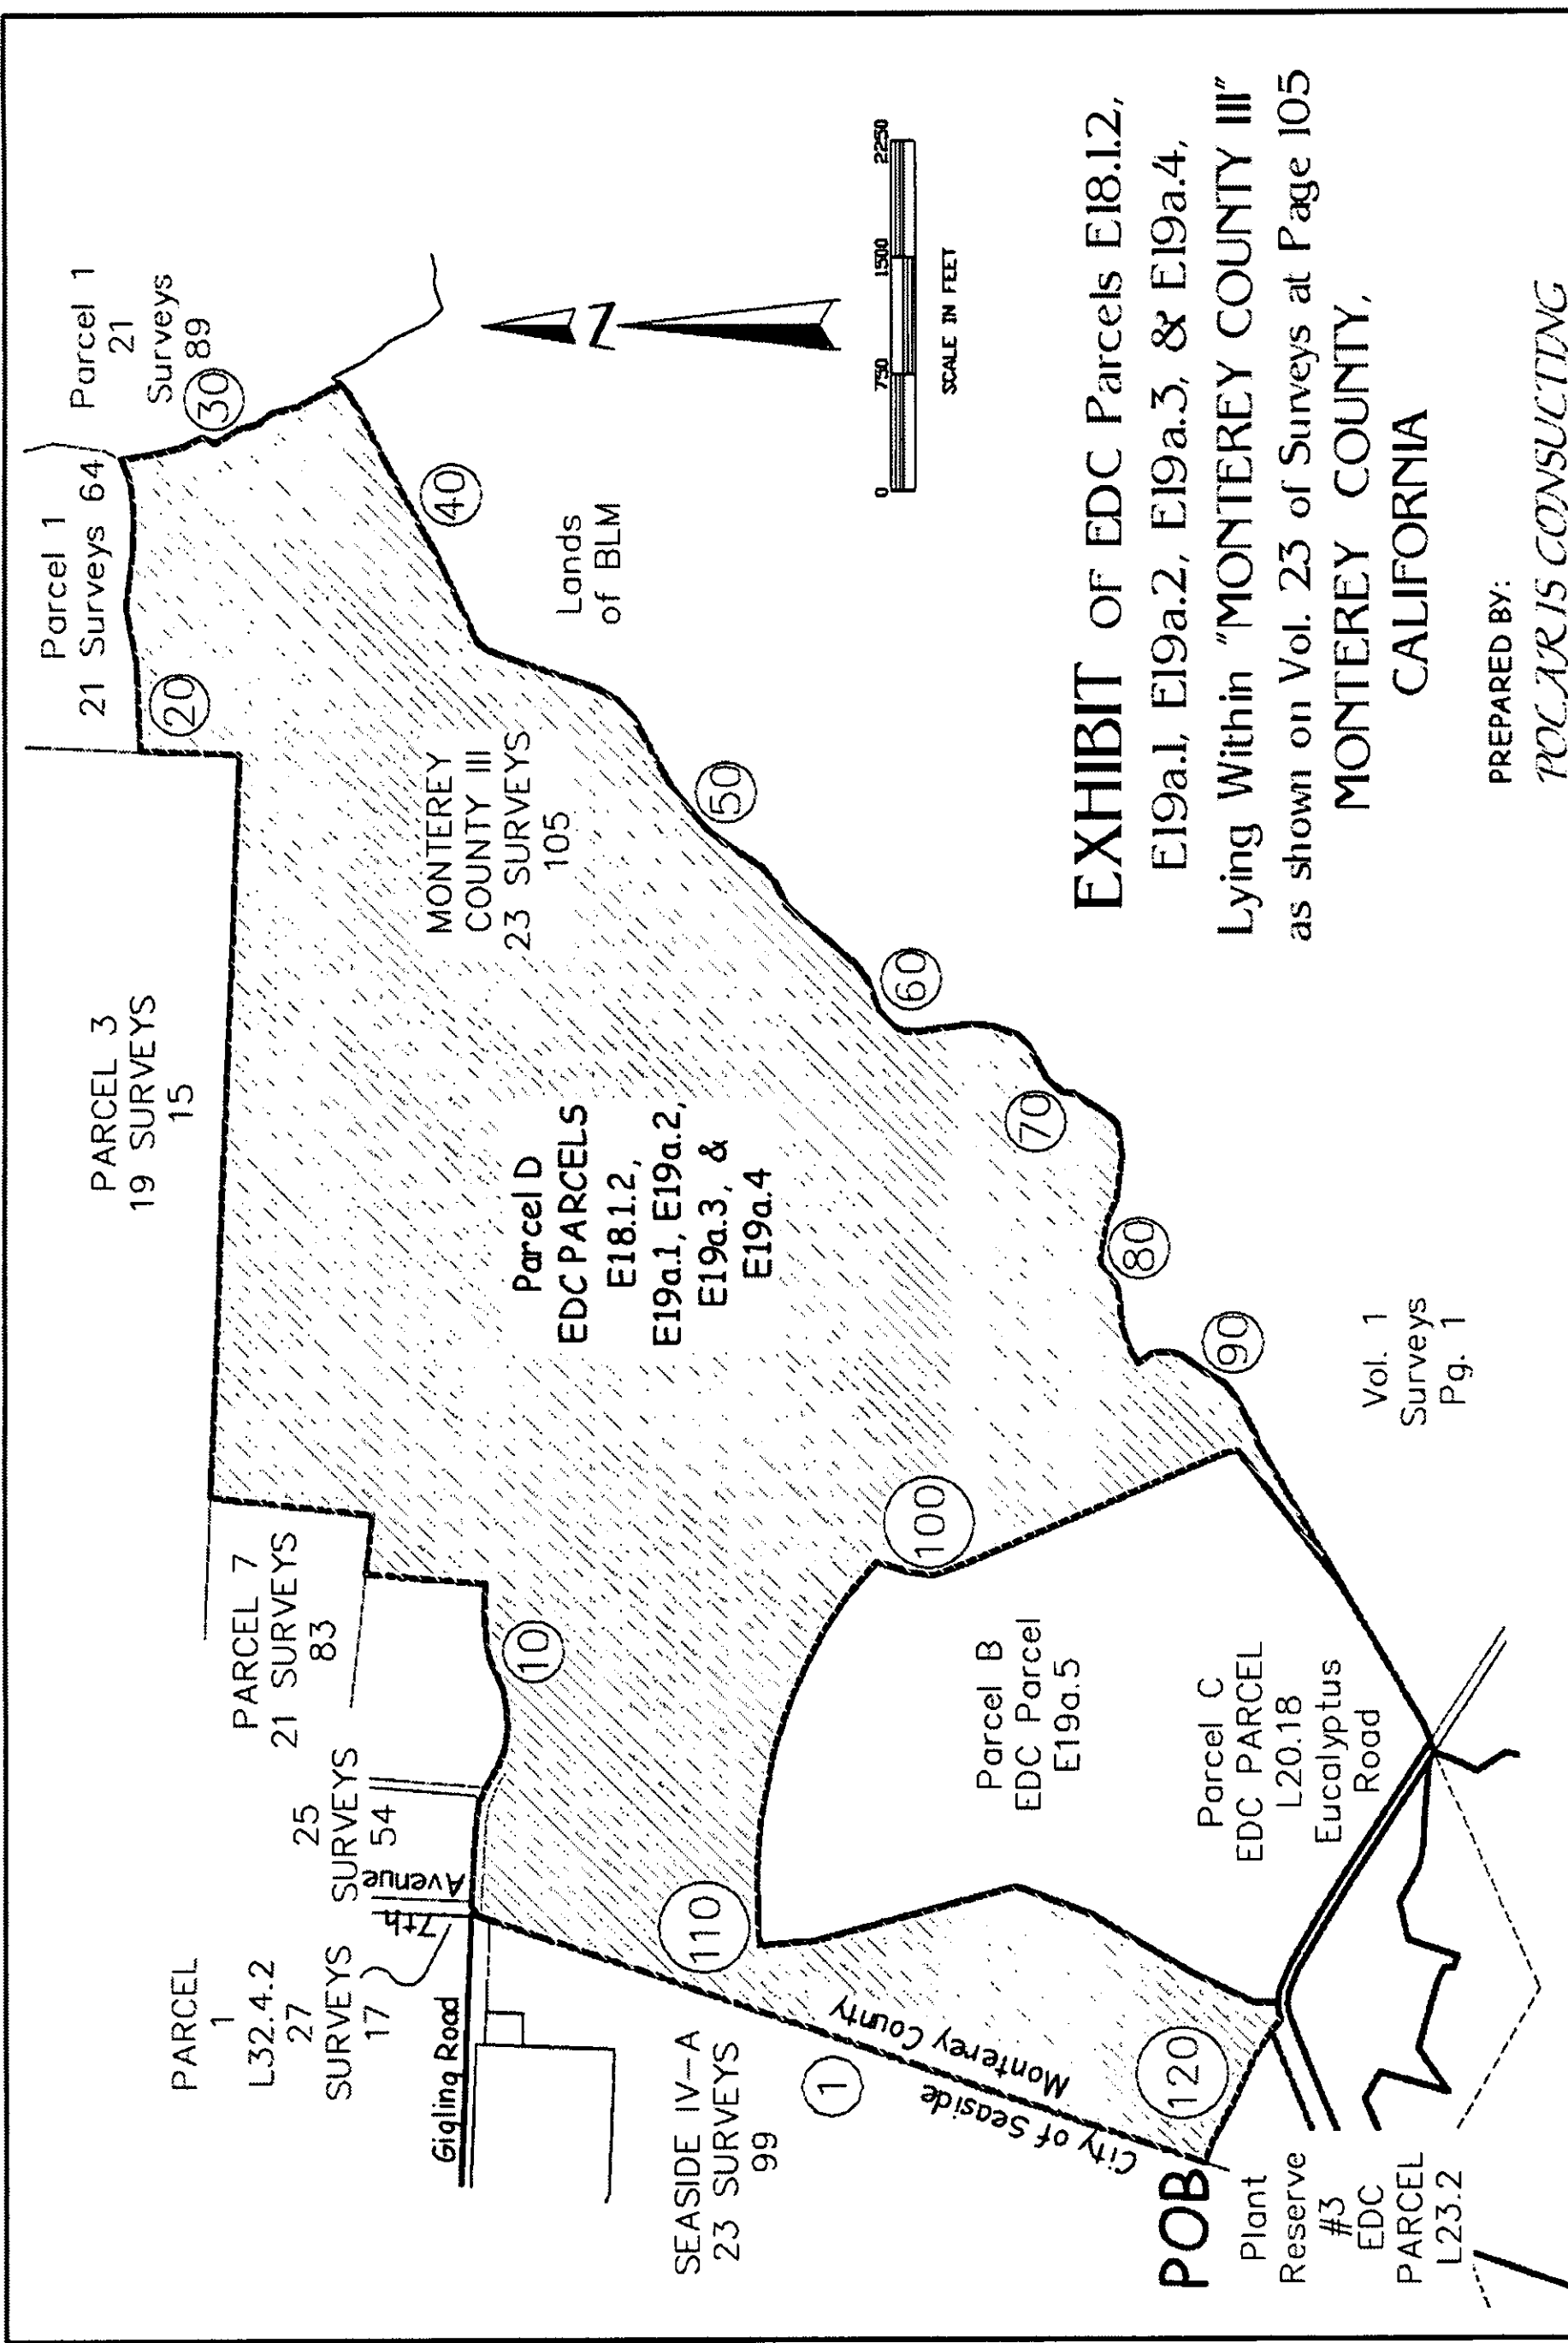 PARCEL
1
L32.4.2
27
SURVEYS
17
Gigling Road
7th
Avenue
25
SURVEYS
54
PARCEL 7
21 SURVEYS
83
PARCEL 3
19 SURVEYS
15
Parcel 1
21 Surveys 64
Parcel 1
21
Surveys
89
10
20
30
40
50
60
70
80
90
100
110
120
1
MONTEREY
COUNTY III
23 SURVEYS
105
Lands
of BLM
Parcel D
EDC PARCELS
E18.1.2,
E19a.1, E19a.2,
E19a.3, &
E19a.4
SEASIDE IV-A
23 SURVEYS
99
Monterey County
City of Seaside
Parcel B
EDC Parcel
E19a.5
Parcel C
EDC PARCEL
L20.18
Eucalyptus
Road
POB
Plant
Reserve
#3
EDC
PARCEL
L23.2
Vol. 1
Surveys
Pg. 1
N
0 750 1500 2250
SCALE IN FEET
EXHIBIT OF EDC Parcels E18.1.2,
E19a.1, E19a.2, E19a.3, & E19a.4,
Lying Within "MONTEREY COUNTY III"
as shown on Vol. 23 of Surveys at Page 105
MONTEREY COUNTY,
CALIFORNIA
PREPARED BY:
POLARIS CONSULTING